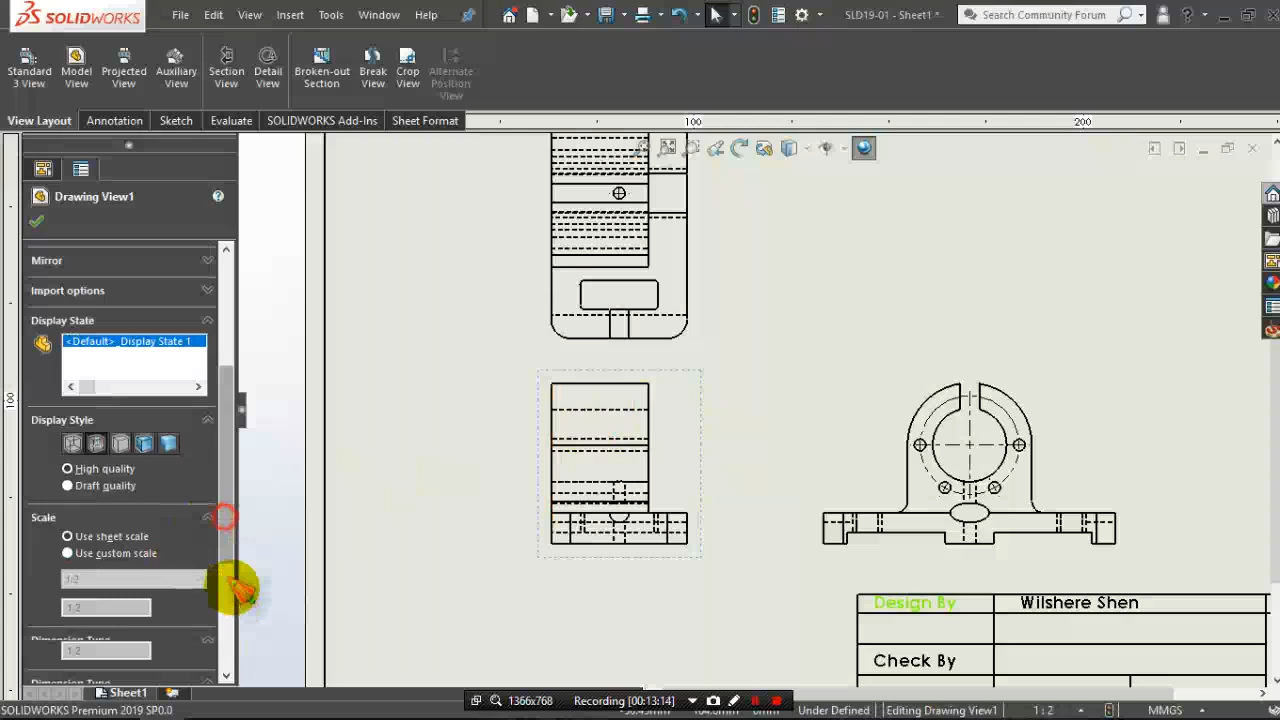 SOLIDWORKS
File Edit View Insert Tools Window Help
SLD19-01 - Sheet1 *
Search Community Forum
Standard 3 View
Model View
Projected View
Auxiliary View
Section View
Detail View
Broken-out Section
Break View
Crop View
Alternate Position View
View Layout Annotation Sketch Evaluate SOLIDWORKS Add-Ins Sheet Format
100 200
100
Drawing View1
Mirror
Import options
Display State
<Default>_Display State 1
Display Style
High quality
Draft quality
Scale
Use sheet scale
Use custom scale
1:2
1:2
Dimension Type
1:2
Design By Wilshere Shen
Check By
Sheet1
1366x768 Recording [00:13:14]
SOLIDWORKS Premium 2019 SP0.0
Under Defined Editing Drawing View1 1 : 2 MMGS